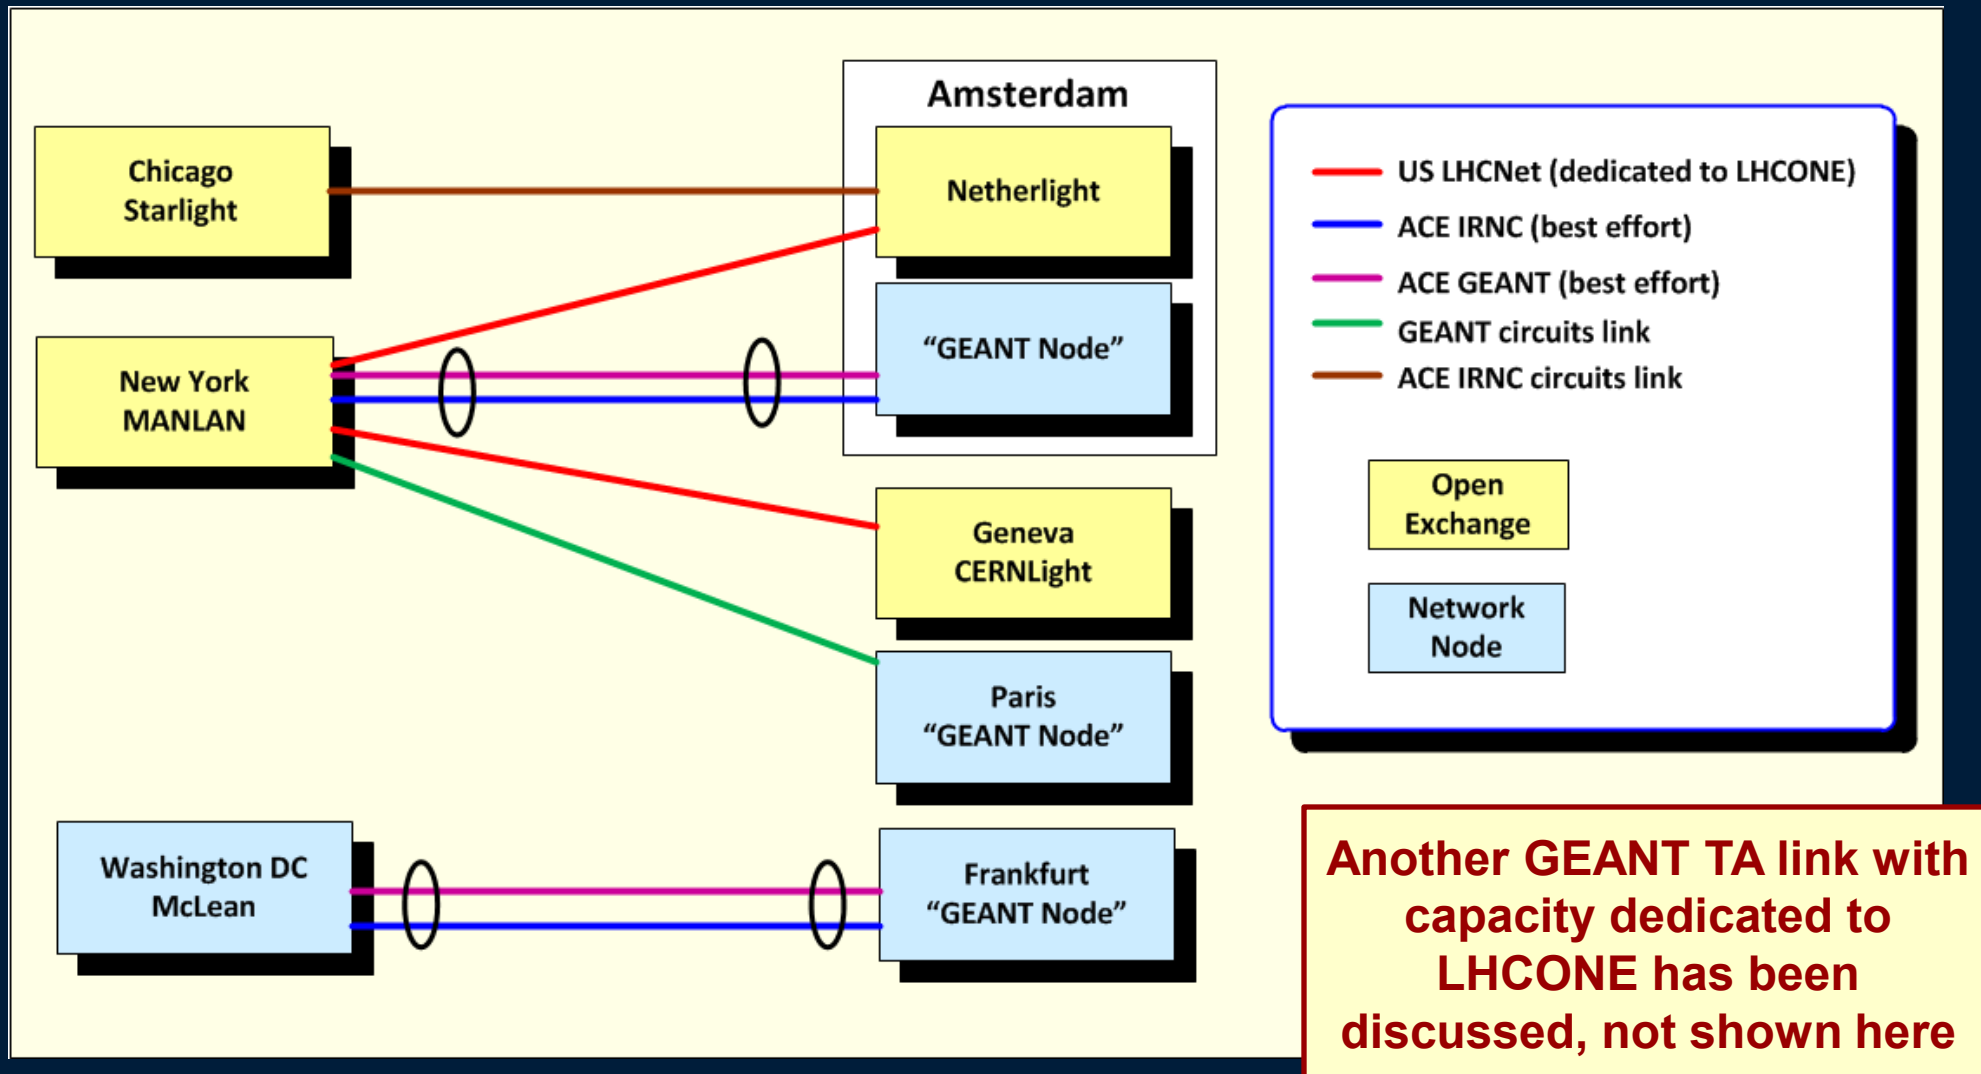 Chicago
Starlight
New York
MANLAN
Washington DC
McLean
Amsterdam
Netherlight
“GEANT Node”
Geneva
CERNLight
Paris
“GEANT Node”
Frankfurt
“GEANT Node”
US LHCNet (dedicated to LHCONE)
ACE IRNC (best effort)
ACE GEANT (best effort)
GEANT circuits link
ACE IRNC circuits link
Open
Exchange
Network
Node
Another GEANT TA link with
capacity dedicated to
LHCONE has been
discussed, not shown here